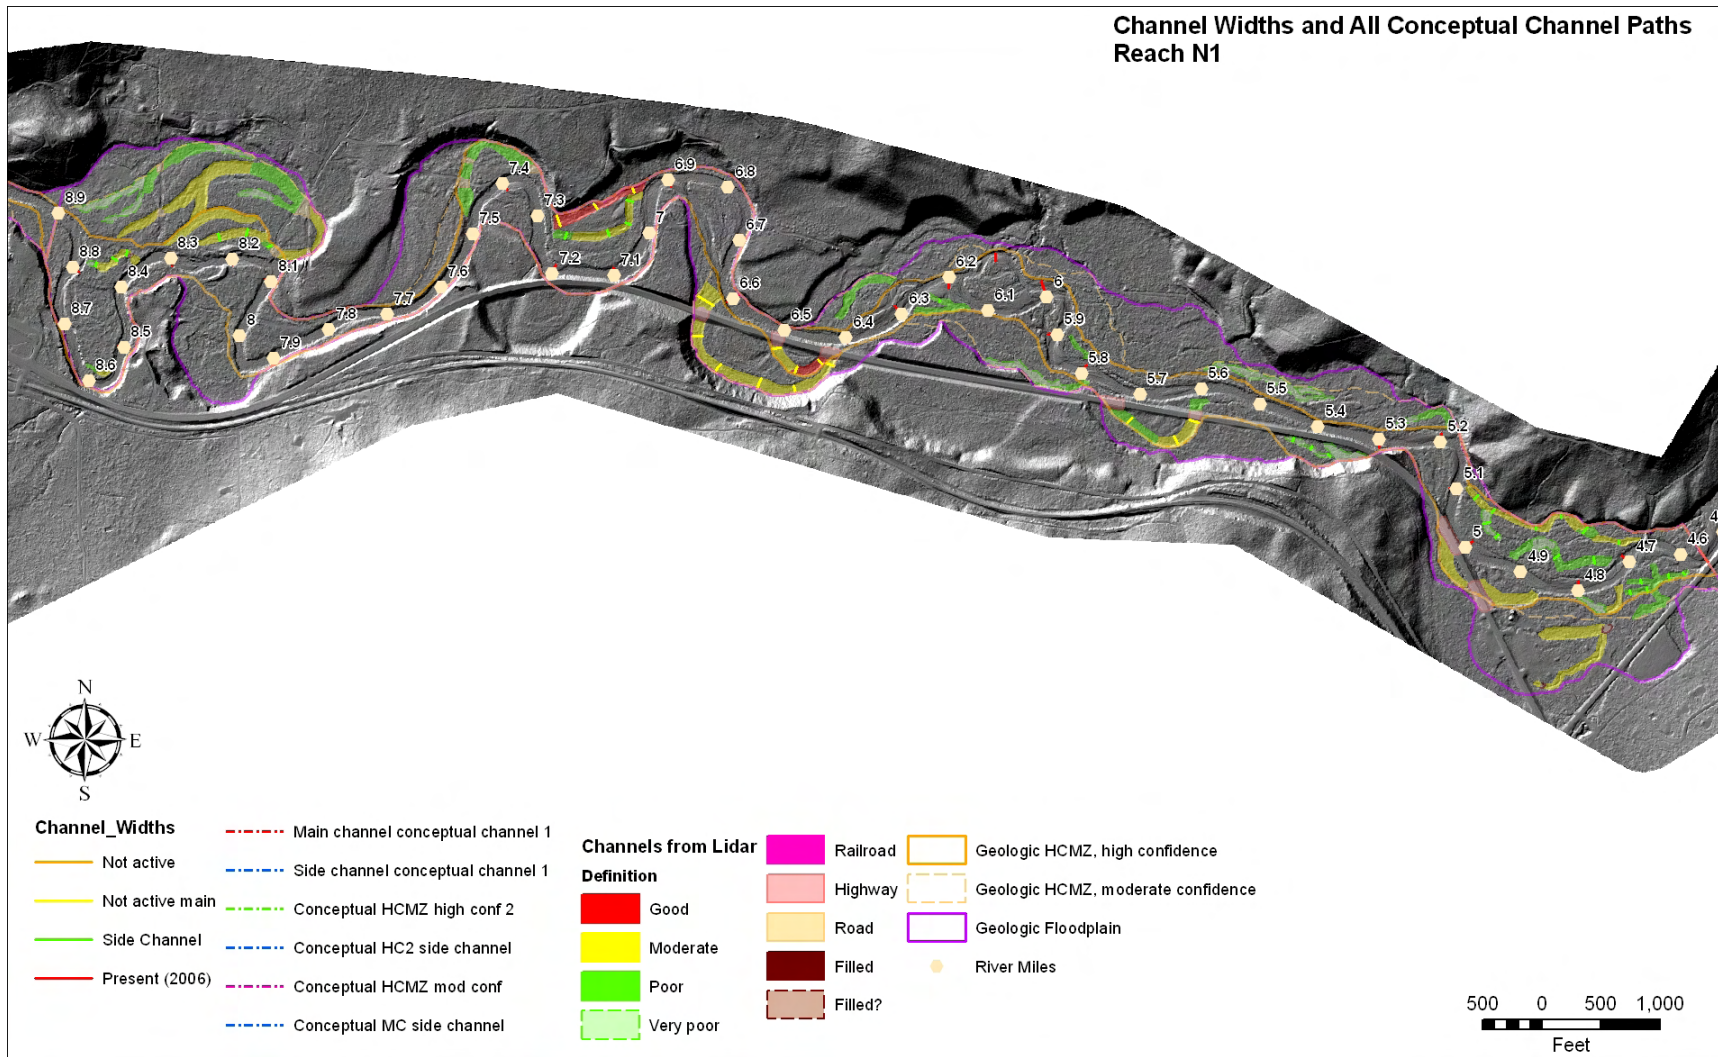 Channel Widths and All Conceptual Channel Paths
Reach N1
8.9
8.8
8.7
8.6
8.5
8.4
8.3
8.2
8.1
8
7.9
7.8
7.7
7.6
7.5
7.4
7.3
7.2
7.1
7
6.9
6.8
6.7
6.6
6.5
6.4
6.3
6.2
6.1
6
5.9
5.8
5.7
5.6
5.5
5.4
5.3
5.2
5.1
5
4.9
4.8
4.7
4.6
N
W
E
S
Channel_Widths
Not active
Not active main
Side Channel
Present (2006)
Main channel conceptual channel 1
Side channel conceptual channel 1
Conceptual HCMZ high conf 2
Conceptual HC2 side channel
Conceptual HCMZ mod conf
Conceptual MC side channel
Channels from Lidar
Definition
Good
Moderate
Poor
Very poor
Railroad
Highway
Road
Filled
Filled?
Geologic HCMZ, high confidence
Geologic HCMZ, moderate confidence
Geologic Floodplain
River Miles
500 0 500 1,000
Feet